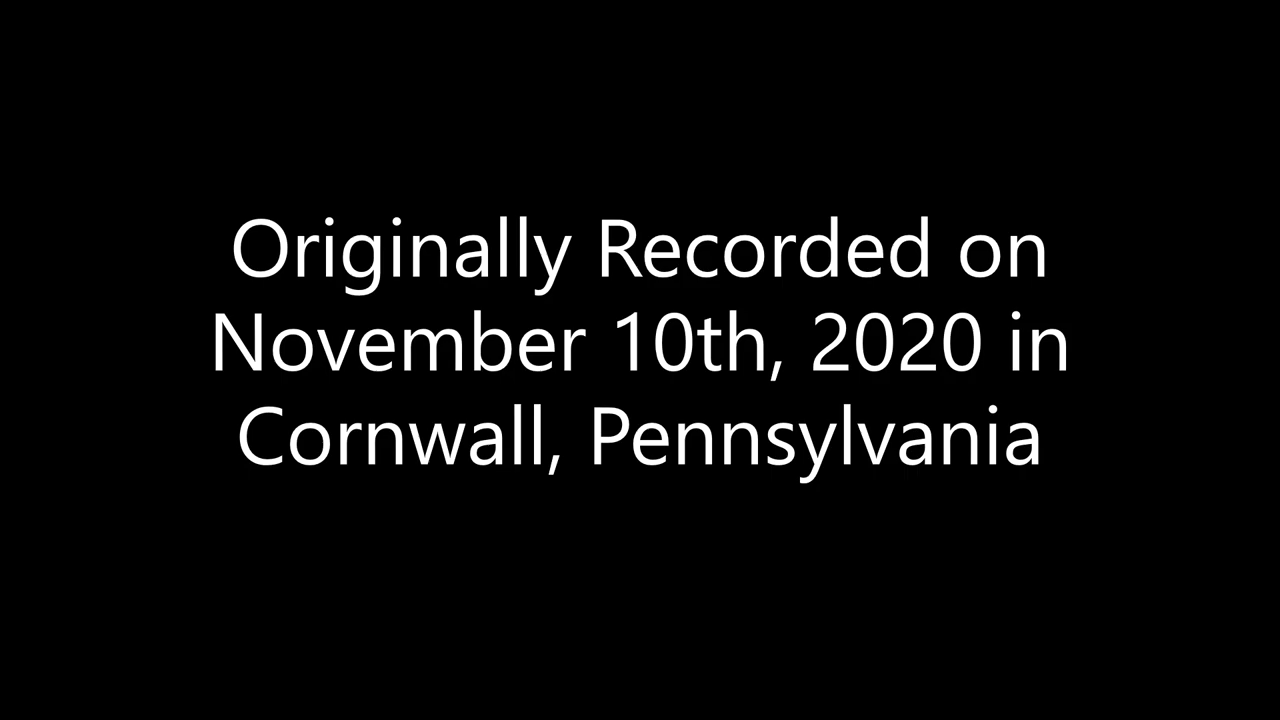 Originally Recorded on
November 10th, 2020 in
Cornwall, Pennsylvania